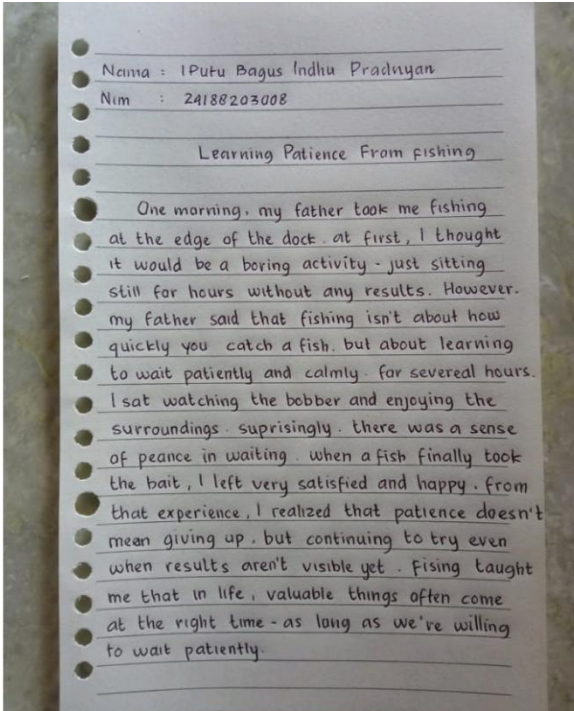 Nama : I Putu Bagus Indhu Pradnyan
Nim : 24188203008
Learning Patience From Fishing
One morning, my father took me fishing
at the edge of the dock. at first, I thought
it would be a boring activity - just sitting
still for hours without any results. However.
my father said that fishing isn't about how
quickly you catch a fish. but about learning
to wait patiently and calmly. for severeal hours.
I sat watching the bobber and enjoying the
surroundings. suprisingly. there was a sense
of peance in waiting. when a fish finally took
the bait, I left very satisfied and happy. from
that experience, I realized that patience doesn't
mean giving up. but continuing to try even
when results aren't visible yet. Fising taught
me that in life, valuable things often come
at the right time - as long as we're willing
to wait patiently.